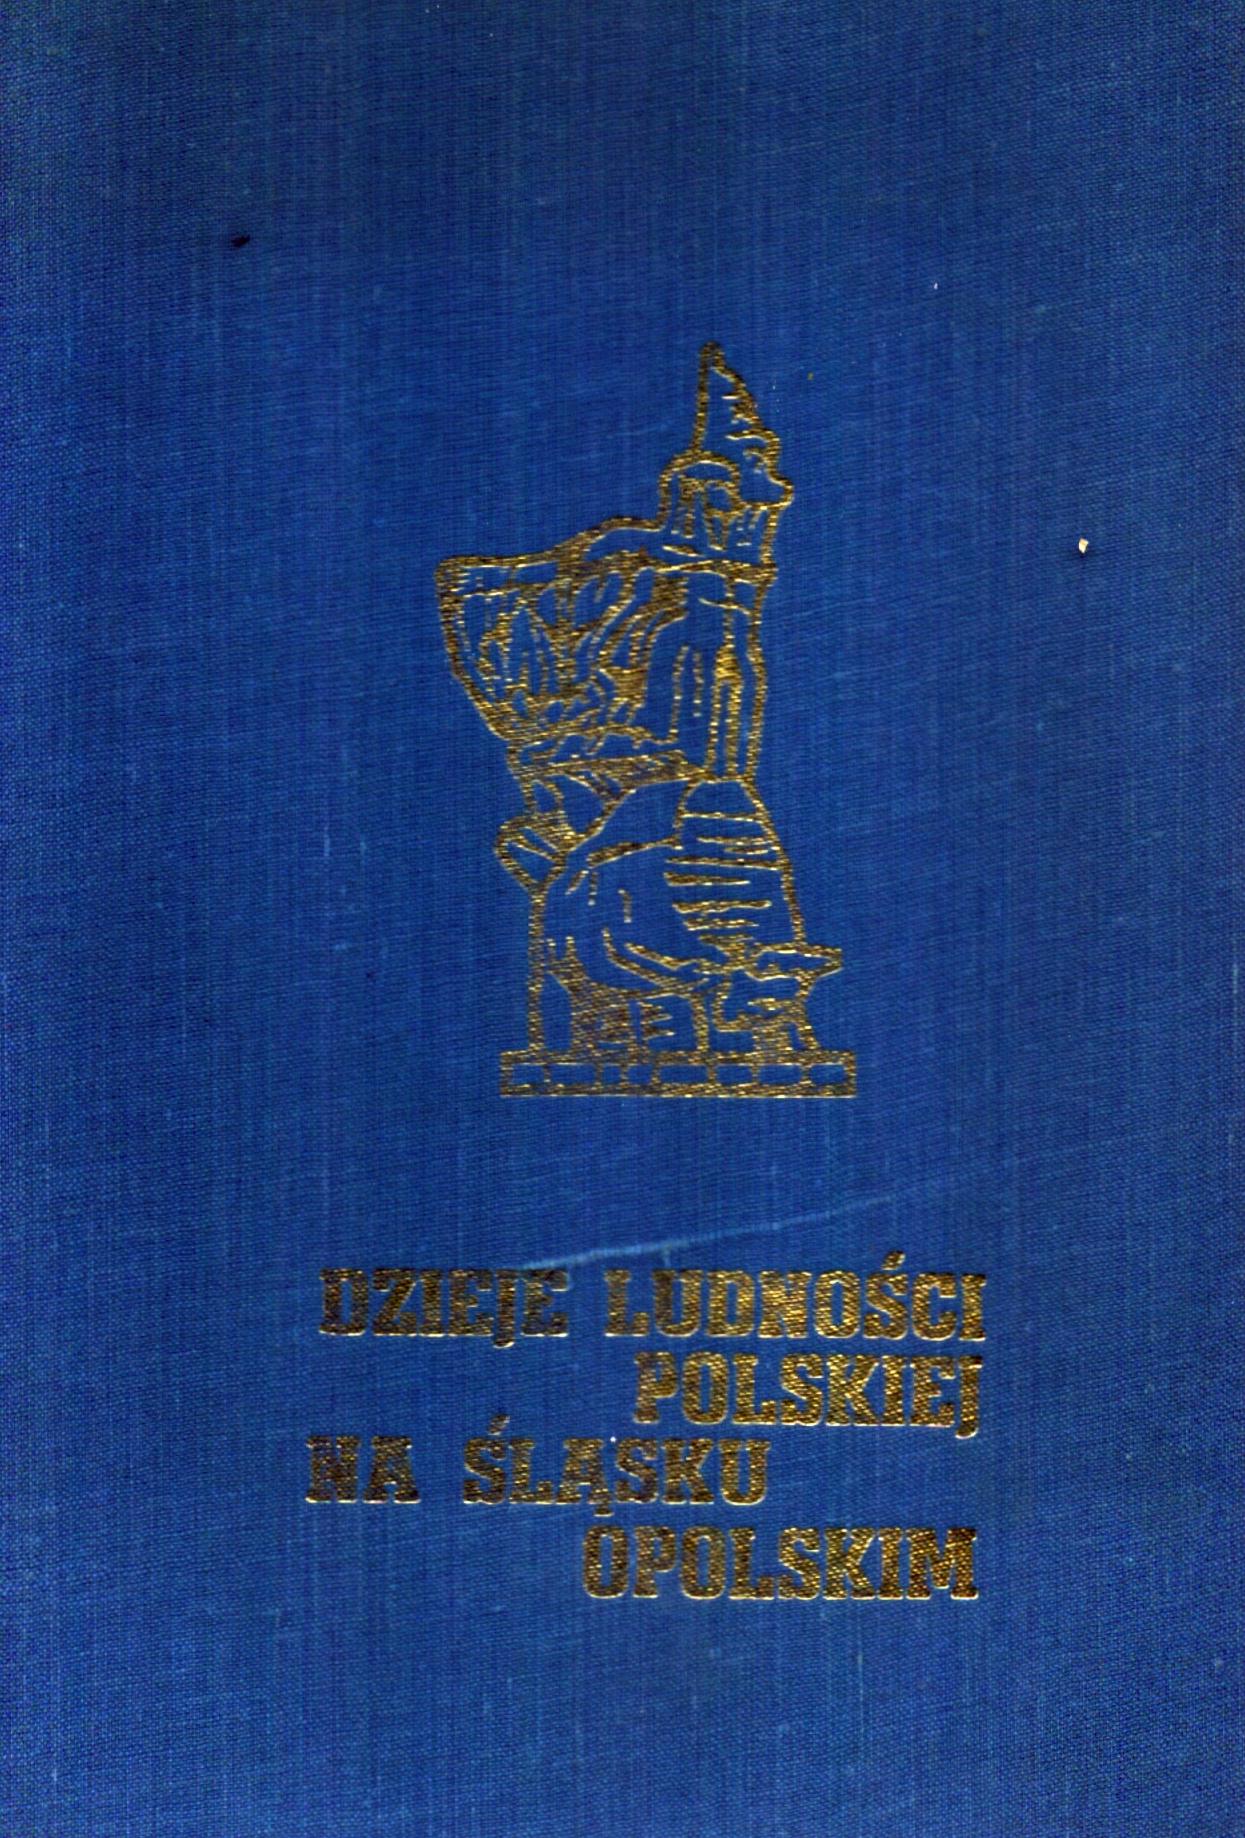 DZIEJE LUDNOŚCI
POLSKIEJ
NA ŚLĄSKU
OPOLSKIM